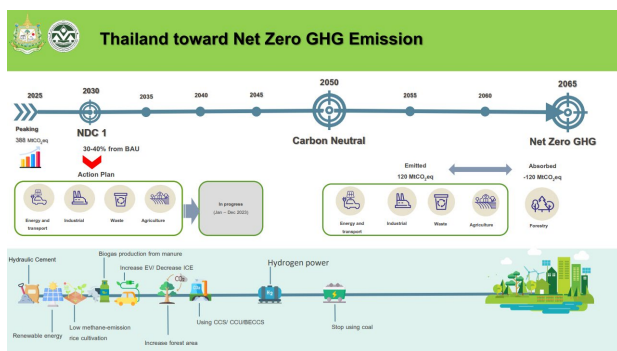 Thailand toward Net Zero GHG Emission
2025
2030
2035
2040
2045
2050
2055
2060
2065
Peaking
388 MtCO2eq
NDC 1
30-40% from BAU
Action Plan
Carbon Neutral
Net Zero GHG
Emitted
120 MtCO2eq
Absorbed
-120 MtCO2eq
Energy and
transport
Industrial
Waste
Agriculture
In progress
(Jan – Dec 2023)
Energy and
transport
Industrial
Waste
Agriculture
Forestry
Hydraulic Cement
Biogas production from manure
Increase EV/ Decrease ICE
CO2
Hydrogen power
H2
Renewable energy
Low methane-emission
rice cultivation
Increase forest area
Using CCS/ CCU/BECCS
Stop using coal